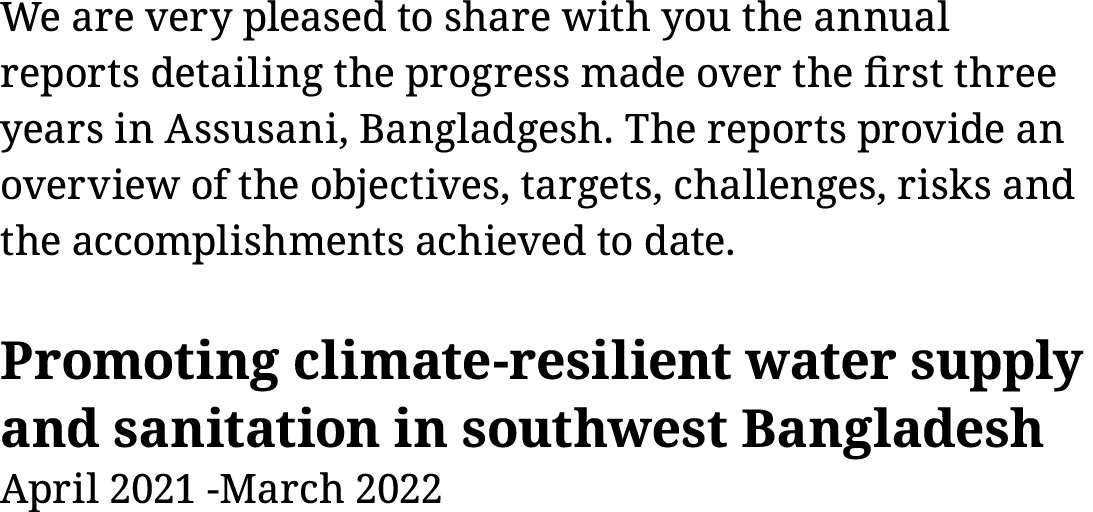 We are very pleased to share with you the annual
reports detailing the progress made over the first three
years in Assusani, Bangladgesh. The reports provide an
overview of the objectives, targets, challenges, risks and
the accomplishments achieved to date.
Promoting climate-resilient water supply
and sanitation in southwest Bangladesh
April 2021 -March 2022